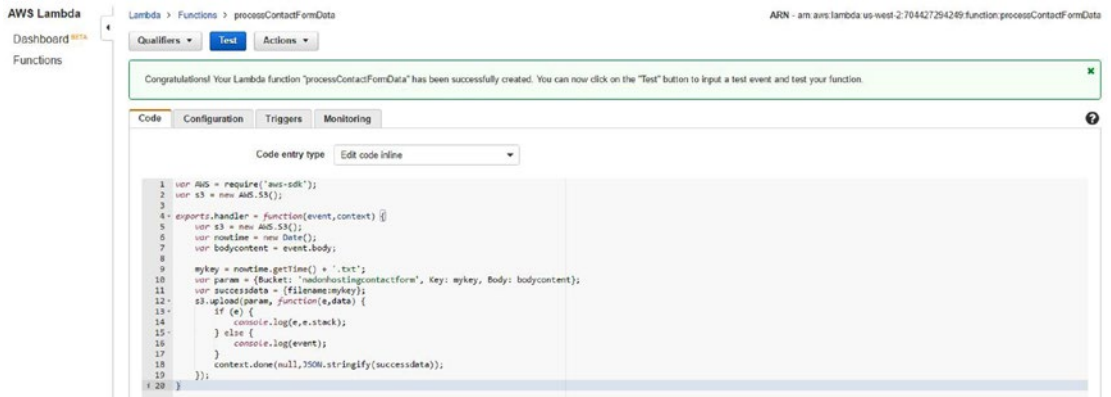 AWS Lambda
Lambda > Functions > processContactFormData
ARN - arn:aws:lambda:us-west-2:704427294249:function:processContactFormData
Dashboard BETA
Functions
Qualifiers
Test
Actions
Congratulations! Your Lambda function "processContactFormData" has been successfully created. You can now click on the "Test" button to input a test event and test your function.
Code
Configuration
Triggers
Monitoring
Code entry type
Edit code inline
1 var AWS = require('aws-sdk');
2 var s3 = new AWS.S3();
3
4 exports.handler = function(event,context) {
5 var s3 = new AWS.S3();
6 var nowtime = new Date();
7 var bodycontent = event.body;
8
9 mykey = nowtime.getTime() + '.txt';
10 var param = {Bucket: 'nadonhostingcontactform', Key: mykey, Body: bodycontent};
11 var successdata = {filename:mykey};
12 s3.upload(param, function(e,data) {
13 if (e) {
14 console.log(e,e.stack);
15 } else {
16 console.log(event);
17 }
18 context.done(null,JSON.stringify(successdata));
19 });
i 20 }